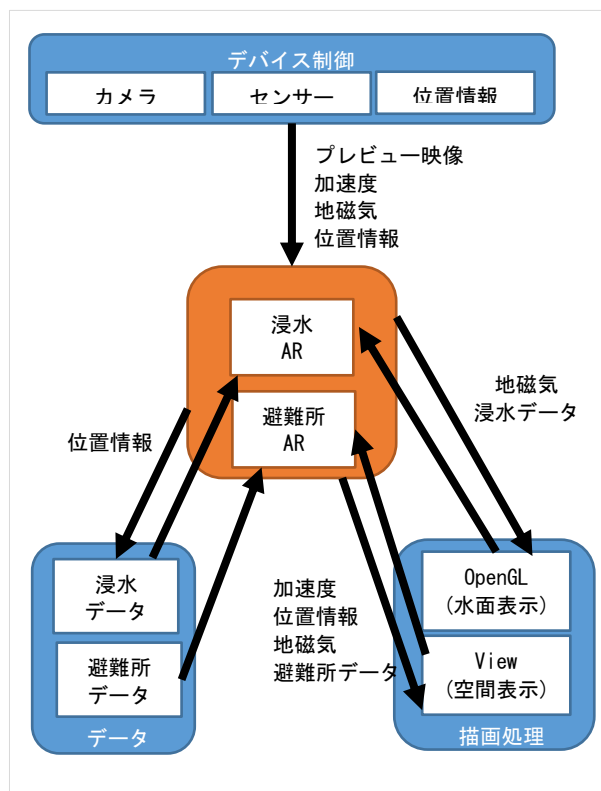 デバイス制御
カメラ
センサー
位置情報
プレビュー映像
加速度
地磁気
位置情報
浸水
AR
避難所
AR
地磁気
浸水データ
位置情報
浸水
データ
避難所
データ
データ
加速度
位置情報
地磁気
避難所データ
OpenGL
(水面表示)
View
(空間表示)
描画処理